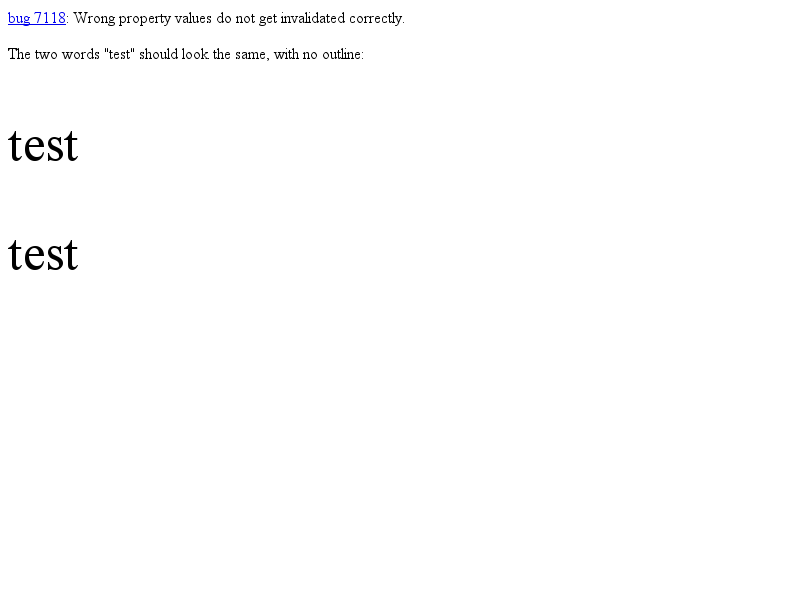 bug 7118: Wrong property values do not get invalidated correctly.
The two words "test" should look the same, with no outline:
test
test